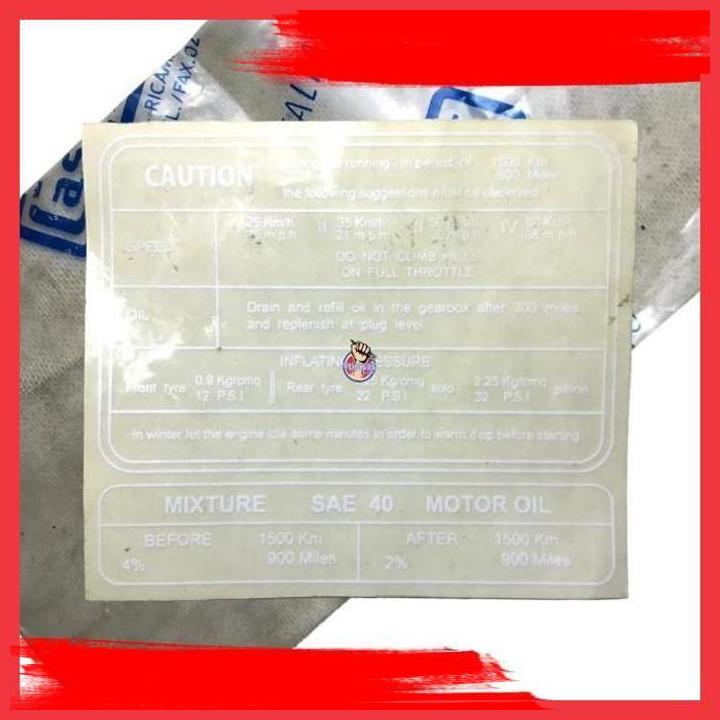 RICAM
./FAX.02
CAUTION
running - in period of 1500 Km
900 Miles
the following suggestions must be observed
SPEED
25 Km/h II 35 Km/h IV
m.p.h 21 m.p.h m.p.h m.p.h
DO NOT CLIMB HILLS
ON FULL THROTTLE
OIL
Drain and refill oil in the gearbox after 300 miles
and replenish at plug level
INFLATING PRESSURE
Front tyre 0.9 Kg/cmq Rear tyre Kg/cmq solo 2.25 Kg/cmq pillion
12 P.S.I 22 P.S.I 32 P.S.I
In winter let the engine idle some minutes in order to warm it up before starting
MIXTURE SAE 40 MOTOR OIL
BEFORE 1500 Km AFTER 1500 Km
4% 900 Miles 2% 900 Miles